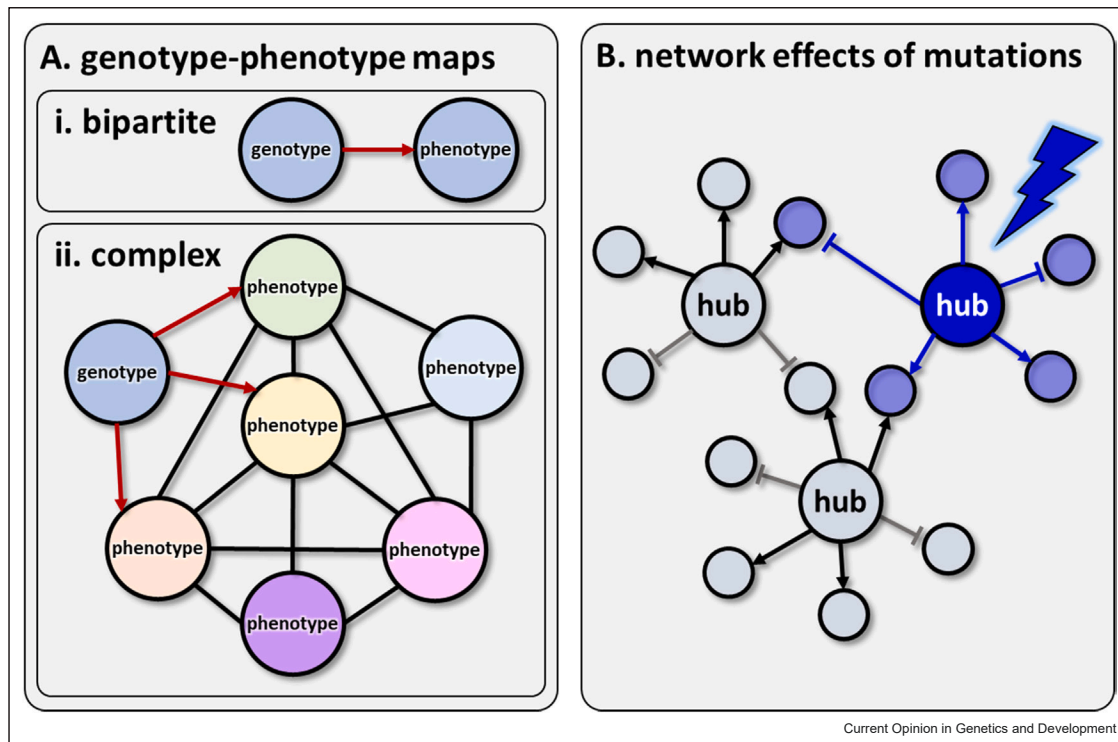 A. genotype-phenotype maps
i. bipartite
genotype
phenotype
ii. complex
phenotype
genotype
phenotype
phenotype
phenotype
phenotype
phenotype
B. network effects of mutations
hub
hub
hub
Current Opinion in Genetics and Development